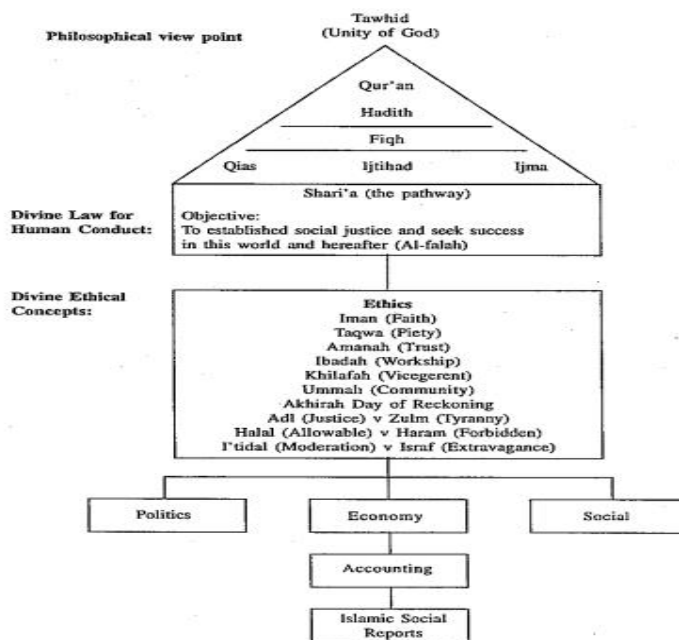 Tawhid
Philosophical view point
(Unity of God)
Qur'an
Hadith
Fiqh
Qias Ijtihad Ijma
Shari'a (the pathway)
Divine Law for
Human Conduct:
Objective:
To established social justice and seek success
in this world and hereafter (Al-falah)
Divine Ethical
Concepts:
Ethics
Iman (Faith)
Taqwa (Piety)
Amanah (Trust)
Ibadah (Workship)
Khilafah (Vicegerent)
Ummah (Community)
Akhirah Day of Reckoning
Adl (Justice) v Zulm (Tyranny)
Halal (Allowable) v Haram (Forbidden)
I'tidal (Moderation) v Israf (Extravagance)
Politics Economy Social
Accounting
Islamic Social
Reports